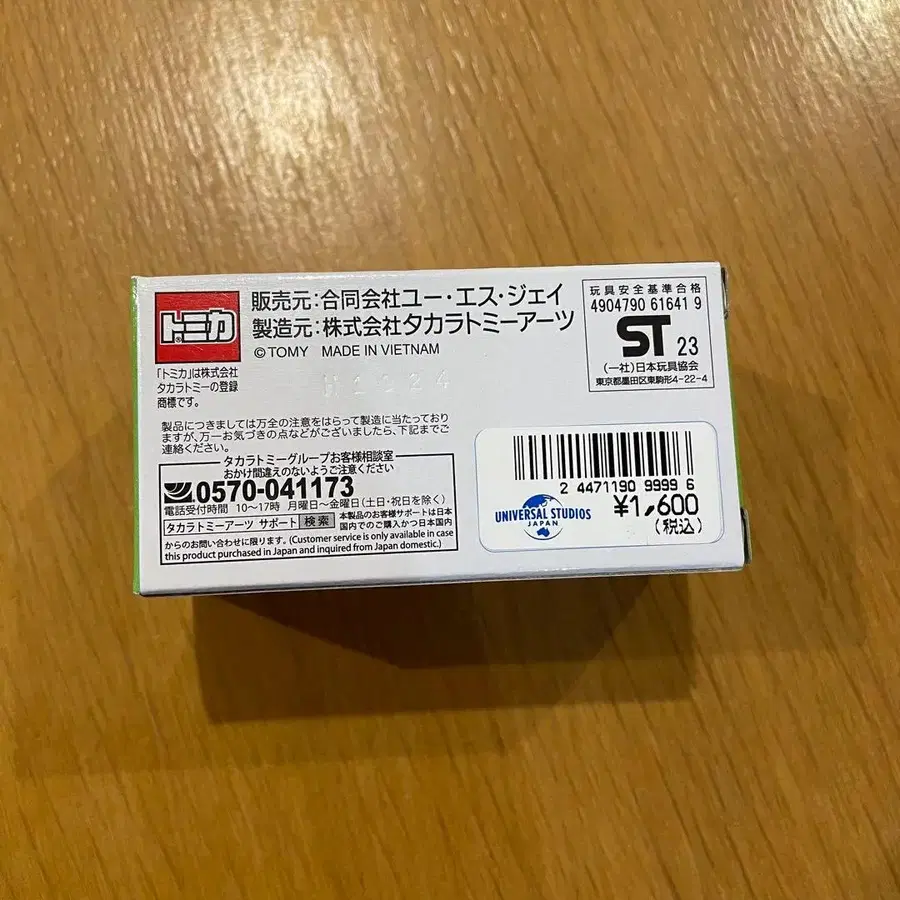 トミカ®
「トミカ」は株式会社
タカラトミーの登録
商標です。
販売元:合同会社ユー・エス・ジェイ
製造元:株式会社タカラトミーアーツ
©TOMY MADE IN VIETNAM
製品につきましては万全の注意をはらって製造に当たっており
ますが、万一お気づきの点などがございましたら、下記までご
連絡ください。
タカラトミーグループお客様相談室
おかけ間違えのないようご注意ください
0570-041173
電話受付時間 10～17時 月曜日～金曜日(土日・祝日を除く)
タカラトミーアーツ サポート 検索
本製品のお客様サポートは日本
国内でのご購入かつ日本国内
からのお問い合わせに限ります。(Customer service is only available in case
this product purchased in Japan and inquired from Japan domestic.)
玩具安全基準合格
4904790 61641 9
ST 23
(一社)日本玩具協会
東京都墨田区東駒形4-22-4
2 4471190 9999 6
UNIVERSAL STUDIOS
JAPAN
¥1,600
(税込)